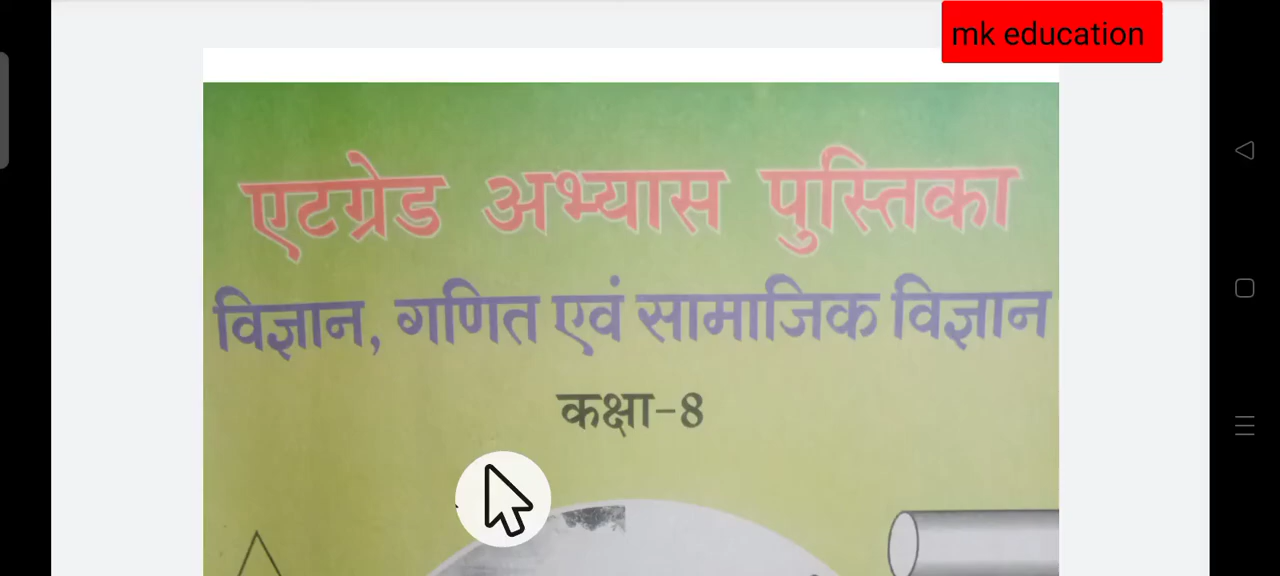 mk education
एटग्रेड अभ्यास पुस्तिका
विज्ञान, गणित एवं सामाजिक विज्ञान
कक्षा-8